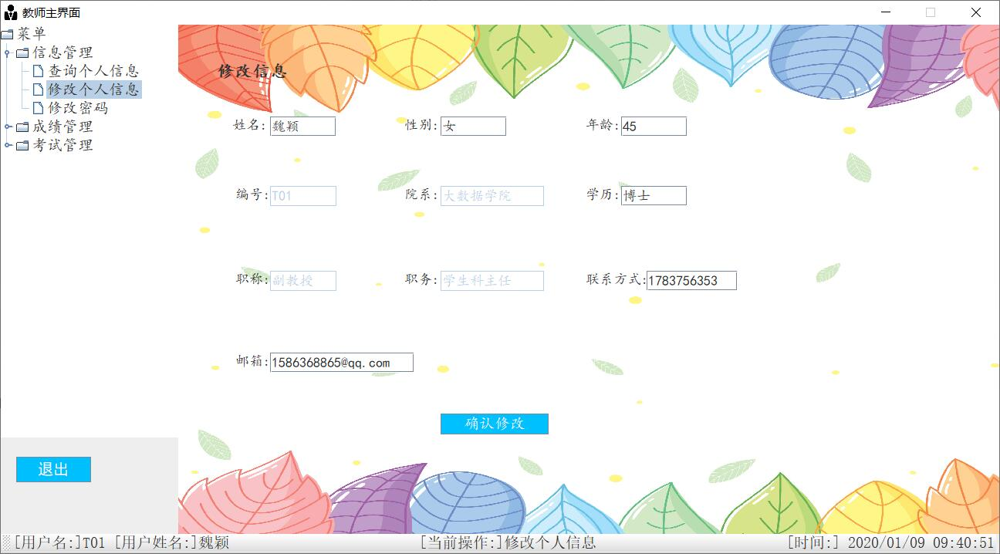 教师主界面
菜单
信息管理
查询个人信息
修改个人信息
修改密码
成绩管理
考试管理
退出
修改信息
姓名: 魏颖 性别: 女 年龄: 45
编号: T01 院系: 大数据学院 学历: 博士
职称: 副教授 职务: 学生科主任 联系方式: 1783756353
邮箱: 1586368865@qq.com
确认修改
[用户名:]T01 [用户姓名:]魏颖 [当前操作:]修改个人信息 [时间:] 2020/01/09 09:40:51